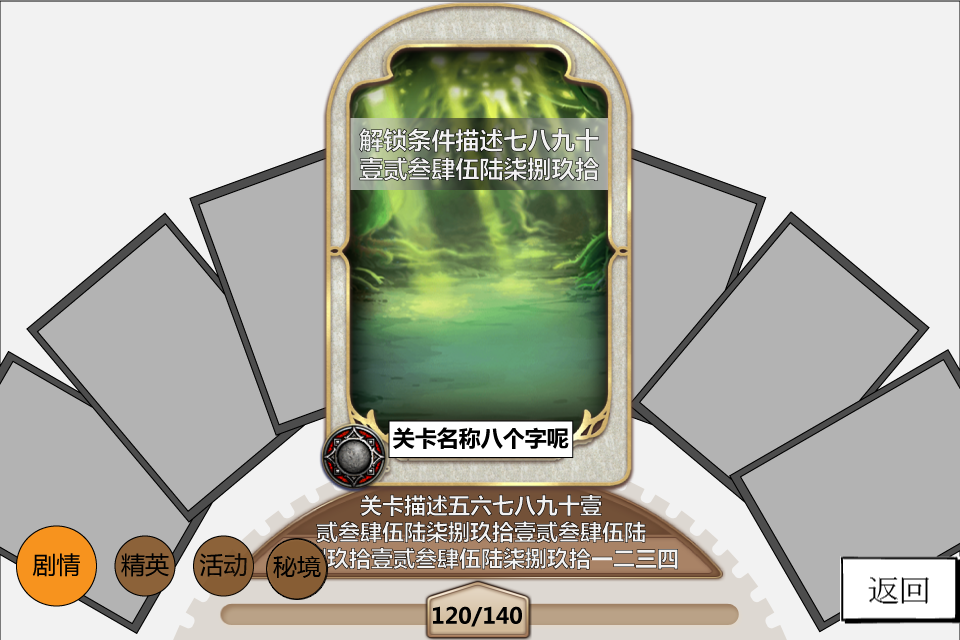 解锁条件描述七八九十
壹贰叁肆伍陆柒捌玖拾
关卡名称八个字呢
关卡描述五六七八九十壹
贰叁肆伍陆柒捌玖拾壹贰叁肆伍陆
玖拾壹贰叁肆伍陆柒捌玖拾一二三四
剧情
精英
活动
秘境
返回
120/140